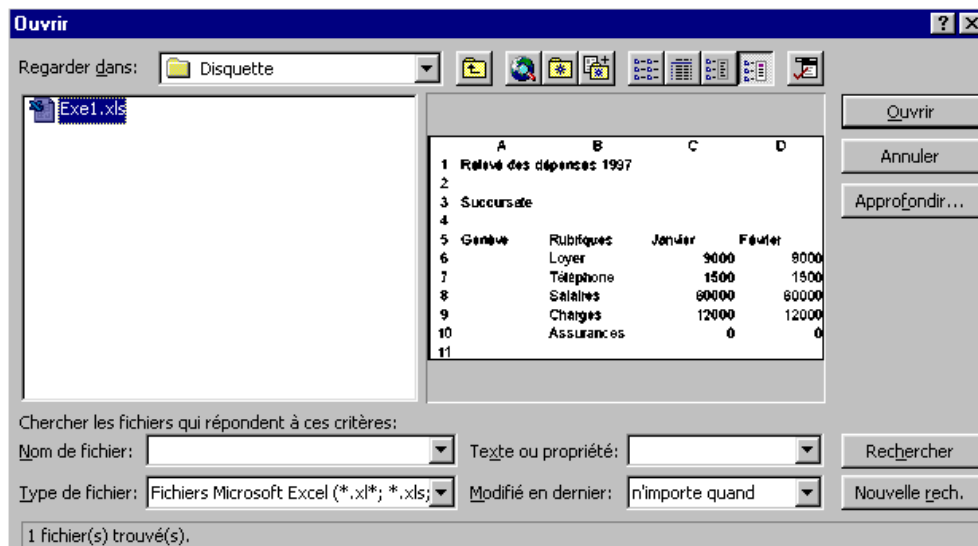 Ouvrir
Regarder dans: Disquette
Exe1.xls
Ouvrir
Annuler
Approfondir...
A B C D
1 Relevé des dépenses 1997
2
3 Succursale
4
5 Genève Rubriques Janvier Février
6 Loyer 9000 9000
7 Téléphone 1500 1500
8 Salaires 60000 60000
9 Charges 12000 12000
10 Assurances 0 0
11
Chercher les fichiers qui répondent à ces critères:
Nom de fichier: Texte ou propriété: Rechercher
Type de fichier: Fichiers Microsoft Excel (*.xl*; *.xls; Modifié en dernier: n'importe quand Nouvelle rech.
1 fichier(s) trouvé(s).